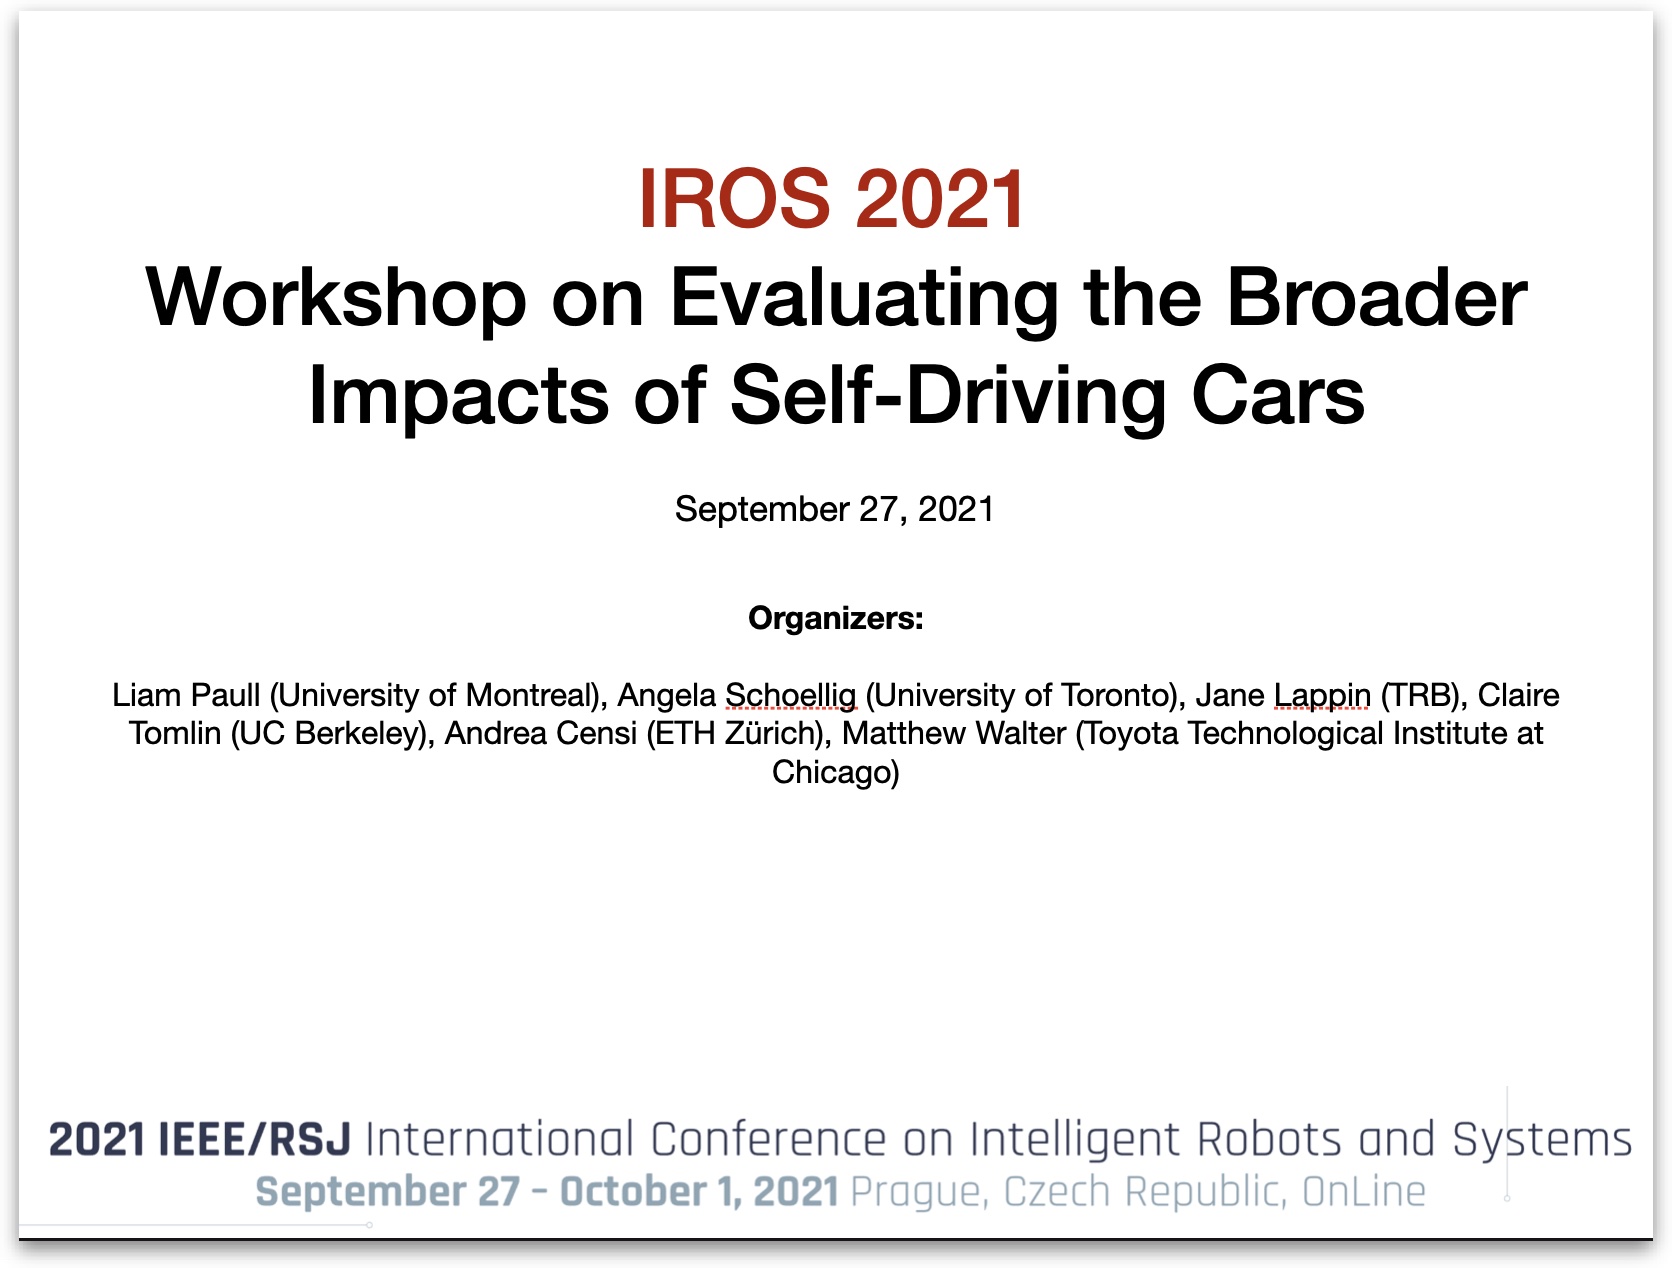 IROS 2021
Workshop on Evaluating the Broader
Impacts of Self-Driving Cars
September 27, 2021
Organizers:
Liam Paull (University of Montreal), Angela Schoellig (University of Toronto), Jane Lappin (TRB), Claire
Tomlin (UC Berkeley), Andrea Censi (ETH Zürich), Matthew Walter (Toyota Technological Institute at
Chicago)
2021 IEEE/RSJ International Conference on Intelligent Robots and Systems
September 27 - October 1, 2021 Prague, Czech Republic, OnLine